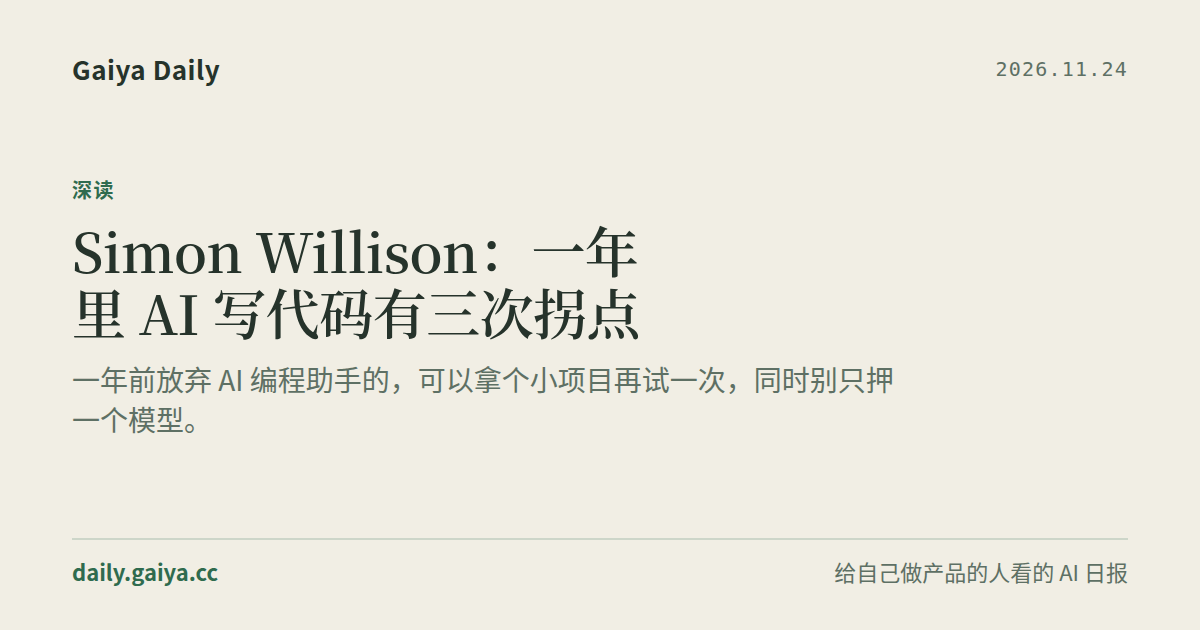 Gaiya Daily
2026.11.24
深读
Simon Willison：一年
里 AI 写代码有三次拐点
一年前放弃 AI 编程助手的，可以拿个小项目再试一次，同时别只押
一个模型。
daily.gaiya.cc
给自己做产品的人看的 AI 日报